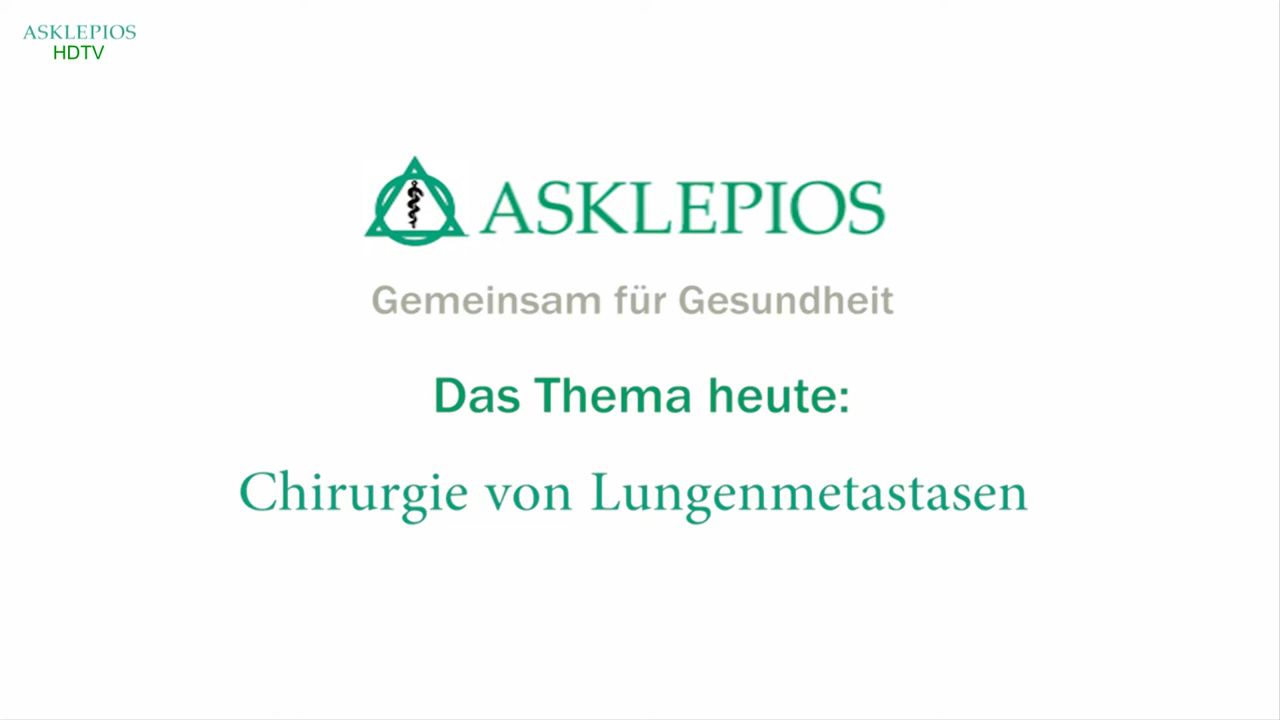 ASKLEPIOS
HDTV
ASKLEPIOS
Gemeinsam für Gesundheit
Das Thema heute:
Chirurgie von Lungenmetastasen